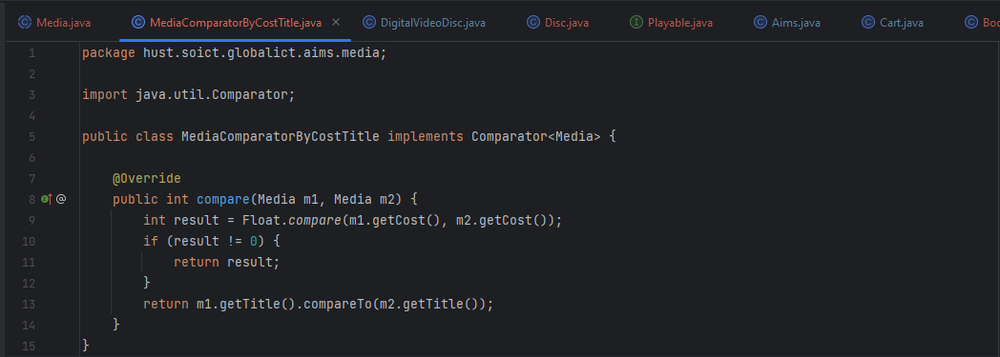 Media.java MediaComparatorByCostTitle.java × DigitalVideoDisc.java Disc.java Playable.java Aims.java Cart.java Boo
1 package hust.soict.globalict.aims.media;
2
3 import java.util.Comparator;
4
5 public class MediaComparatorByCostTitle implements Comparator<Media> {
6
7 @Override
8 public int compare(Media m1, Media m2) {
9 int result = Float.compare(m1.getCost(), m2.getCost());
10 if (result != 0) {
11 return result;
12 }
13 return m1.getTitle().compareTo(m2.getTitle());
14 }
15 }